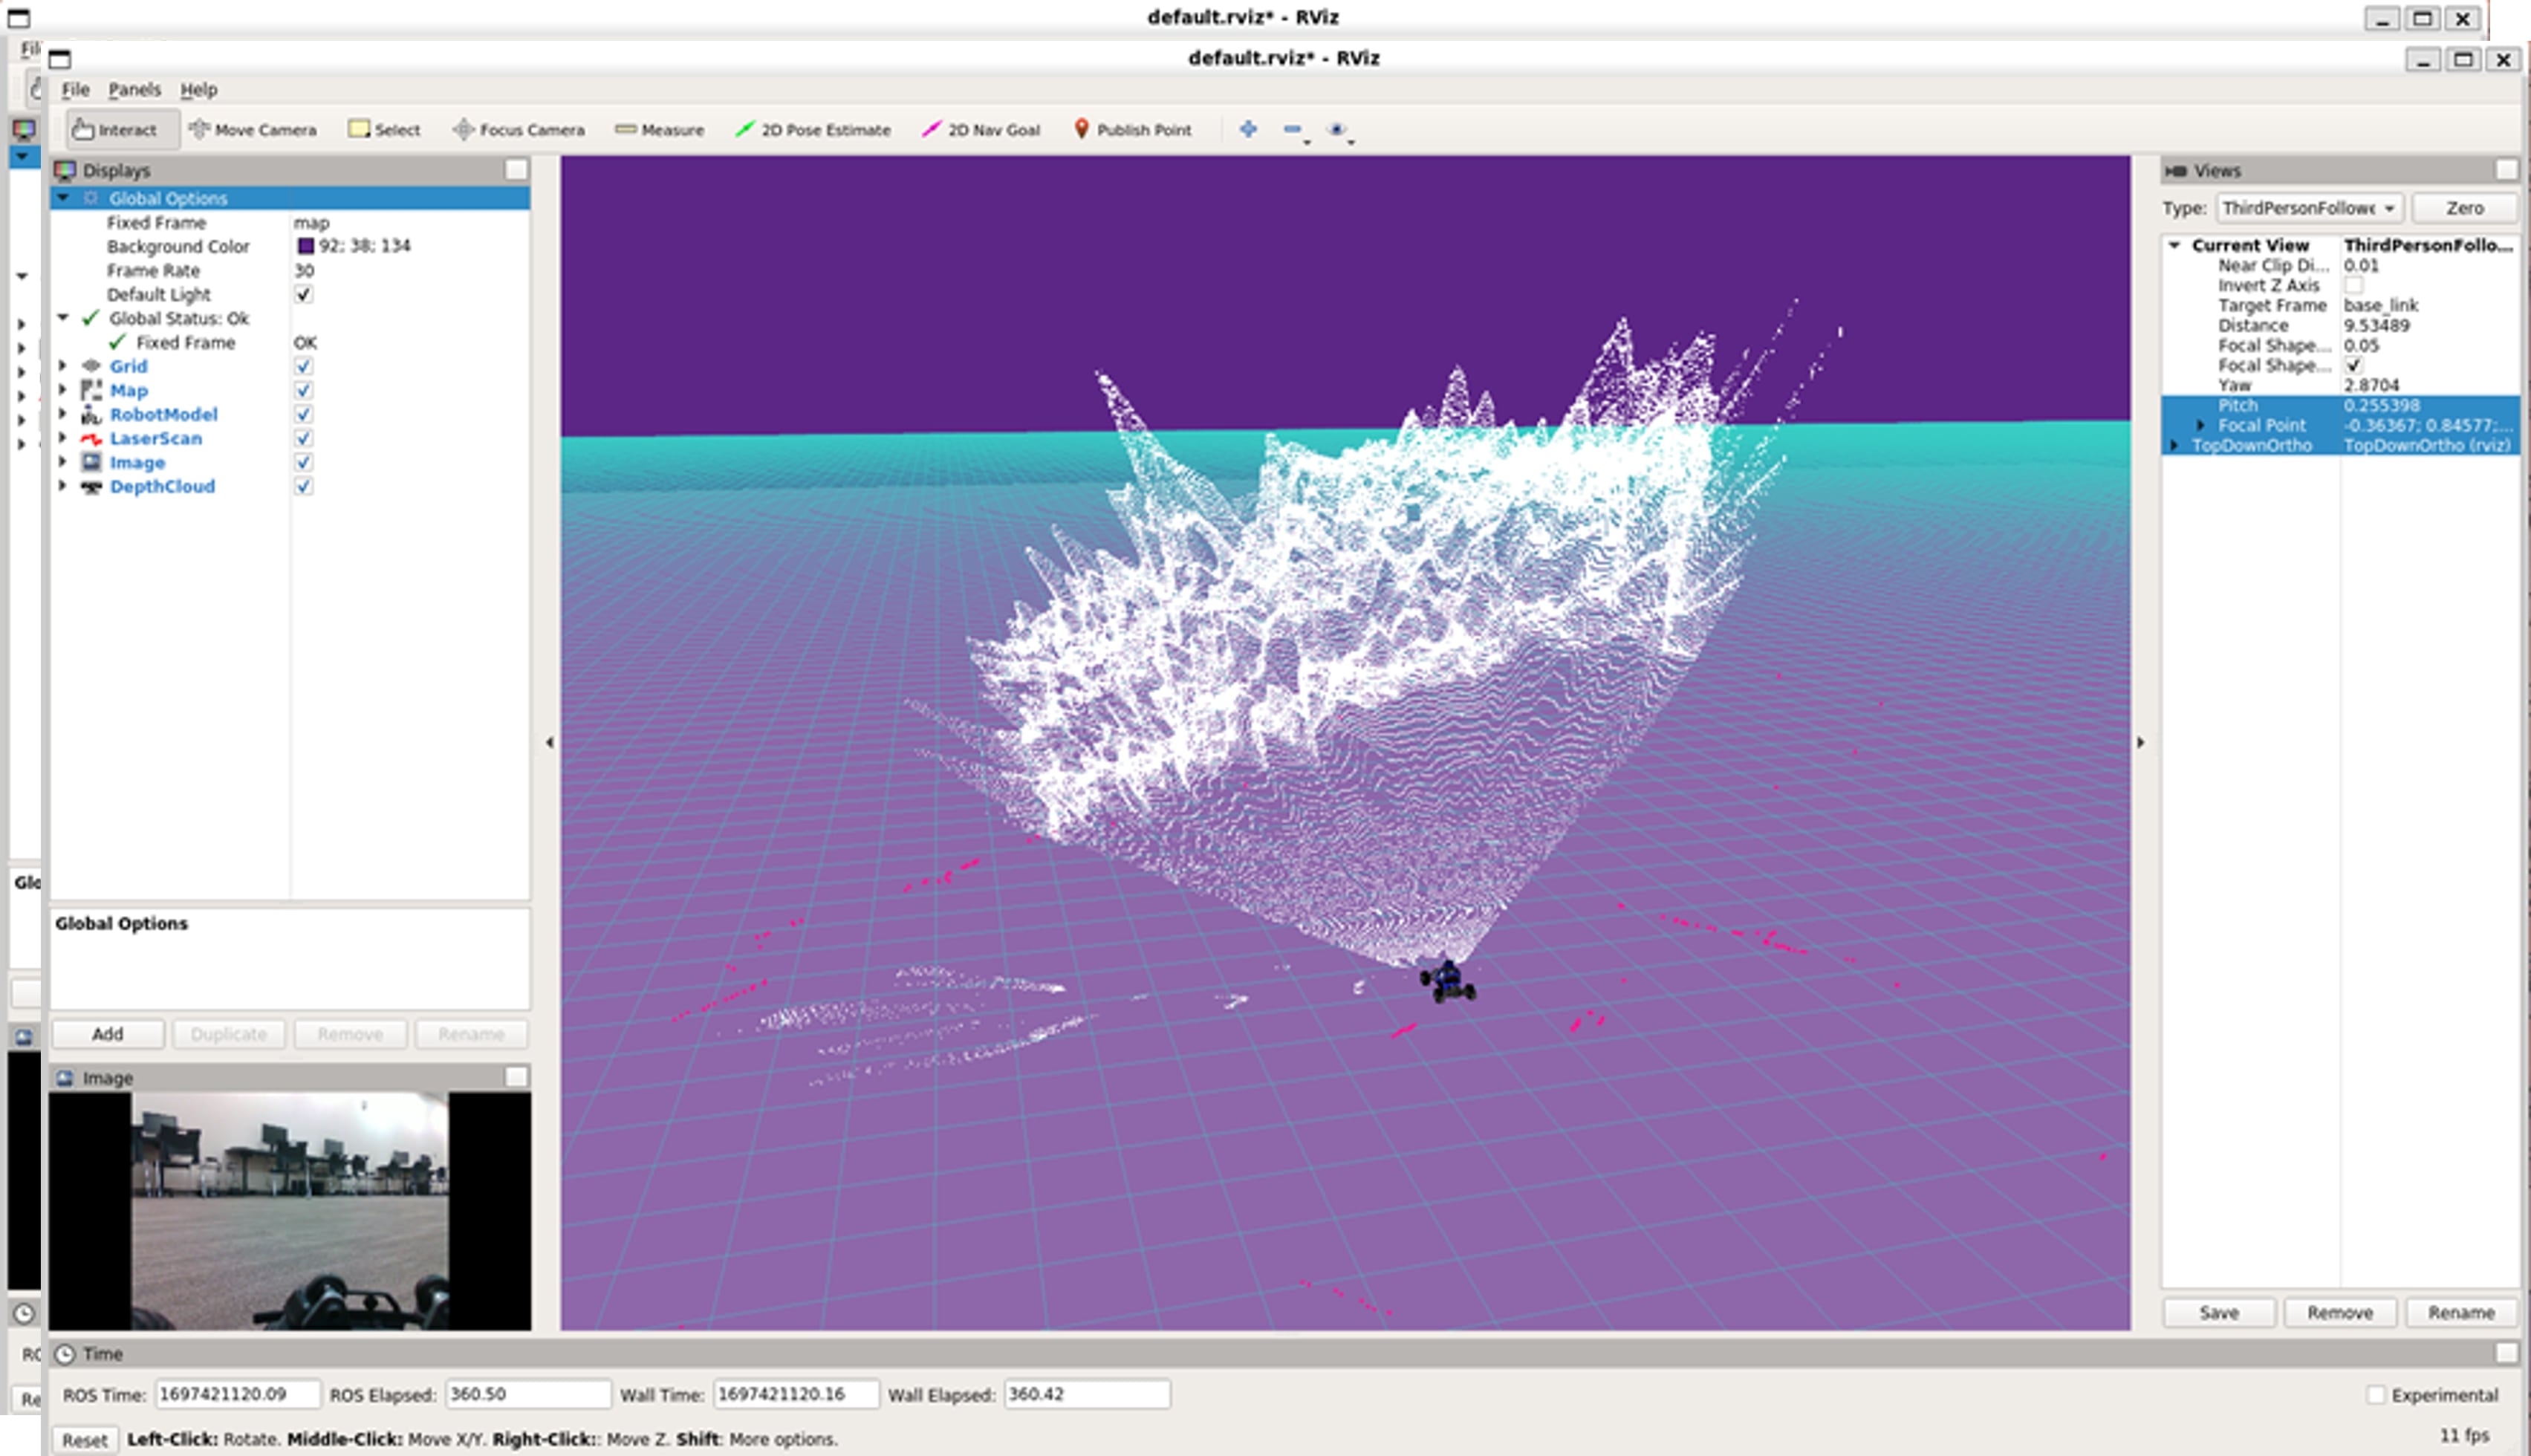 default.rviz* - RViz
Fil
default.rviz* - RViz
File Panels Help
Interact Move Camera Select Focus Camera Measure 2D Pose Estimate 2D Nav Goal Publish Point
Displays
Global Options
Fixed Frame map
Background Color 92; 38; 134
Frame Rate 30
Default Light
Global Status: Ok
Fixed Frame OK
Grid
Map
RobotModel
LaserScan
Image
DepthCloud
Glo
Global Options
Add Duplicate Remove Rename
Image
Views
Type: ThirdPersonFollowe Zero
Current View ThirdPersonFollo...
Near Clip Di... 0.01
Invert Z Axis
Target Frame base_link
Distance 9.53489
Focal Shape... 0.05
Focal Shape...
Yaw 2.8704
Pitch 0.255398
Focal Point -0.36367; 0.84577;...
TopDownOrtho TopDownOrtho (rviz)
Save Remove Rename
Time
RO
ROS Time: 1697421120.09 ROS Elapsed: 360.50 Wall Time: 1697421120.16 Wall Elapsed: 360.42 Experimental
Re
Reset Left-Click: Rotate. Middle-Click: Move X/Y. Right-Click:: Move Z. Shift: More options. 11 fps